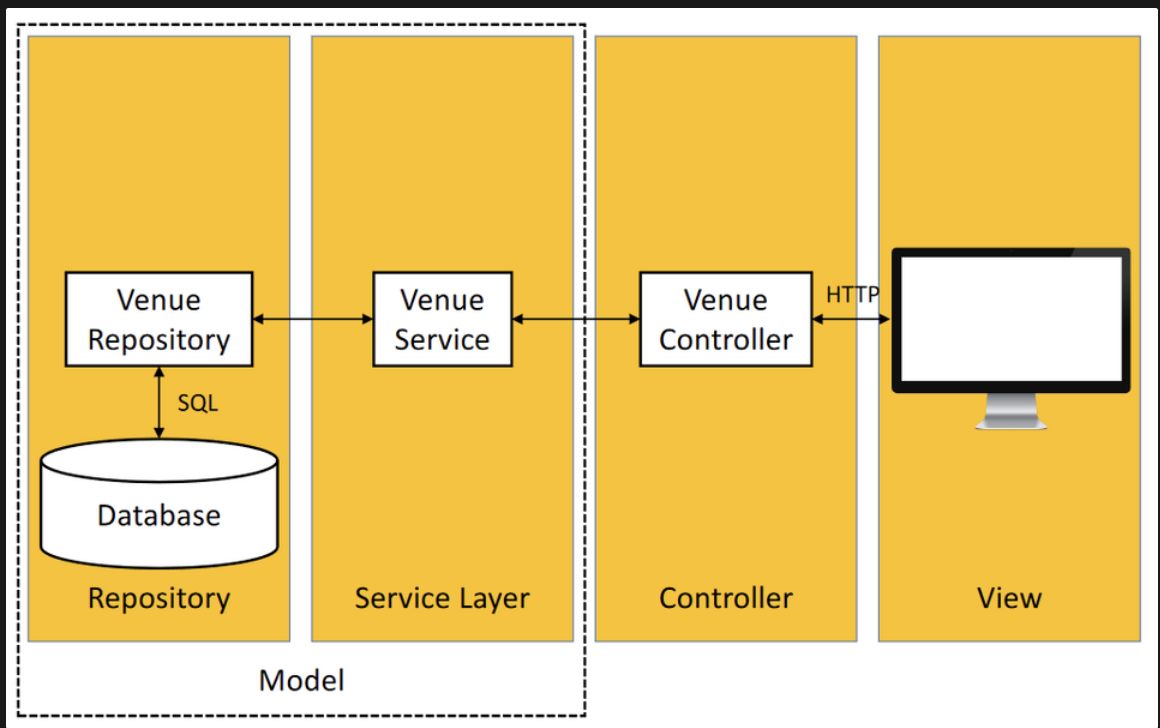 Venue
Repository
Venue
Service
Venue
Controller
HTTP
SQL
Database
Repository
Service Layer
Controller
View
Model